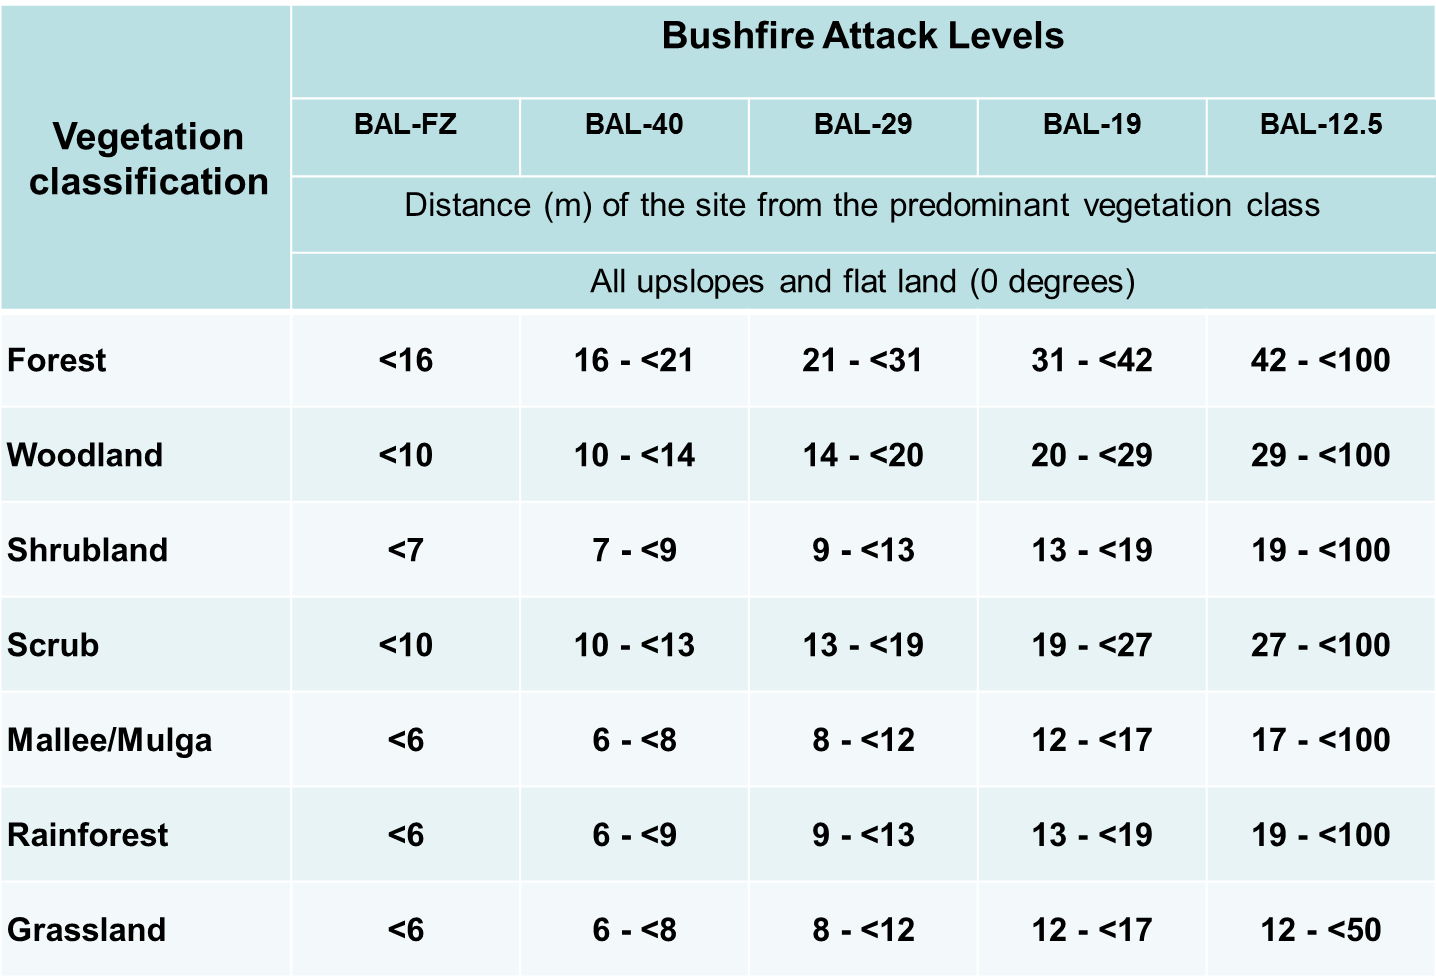 Vegetation
classification
Bushfire Attack Levels
BAL-FZ BAL-40 BAL-29 BAL-19 BAL-12.5
Distance (m) of the site from the predominant vegetation class
All upslopes and flat land (0 degrees)
Forest <16 16 - <21 21 - <31 31 - <42 42 - <100
Woodland <10 10 - <14 14 - <20 20 - <29 29 - <100
Shrubland <7 7 - <9 9 - <13 13 - <19 19 - <100
Scrub <10 10 - <13 13 - <19 19 - <27 27 - <100
Mallee/Mulga <6 6 - <8 8 - <12 12 - <17 17 - <100
Rainforest <6 6 - <9 9 - <13 13 - <19 19 - <100
Grassland <6 6 - <8 8 - <12 12 - <17 12 - <50